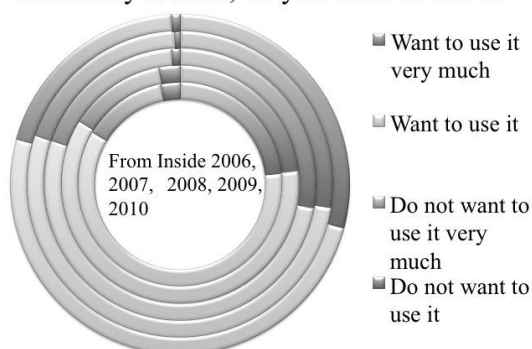 From Inside 2006,
2007, 2008, 2009,
2010
Want to use it
very much
Want to use it
Do not want to
use it very
much
Do not want to
use it